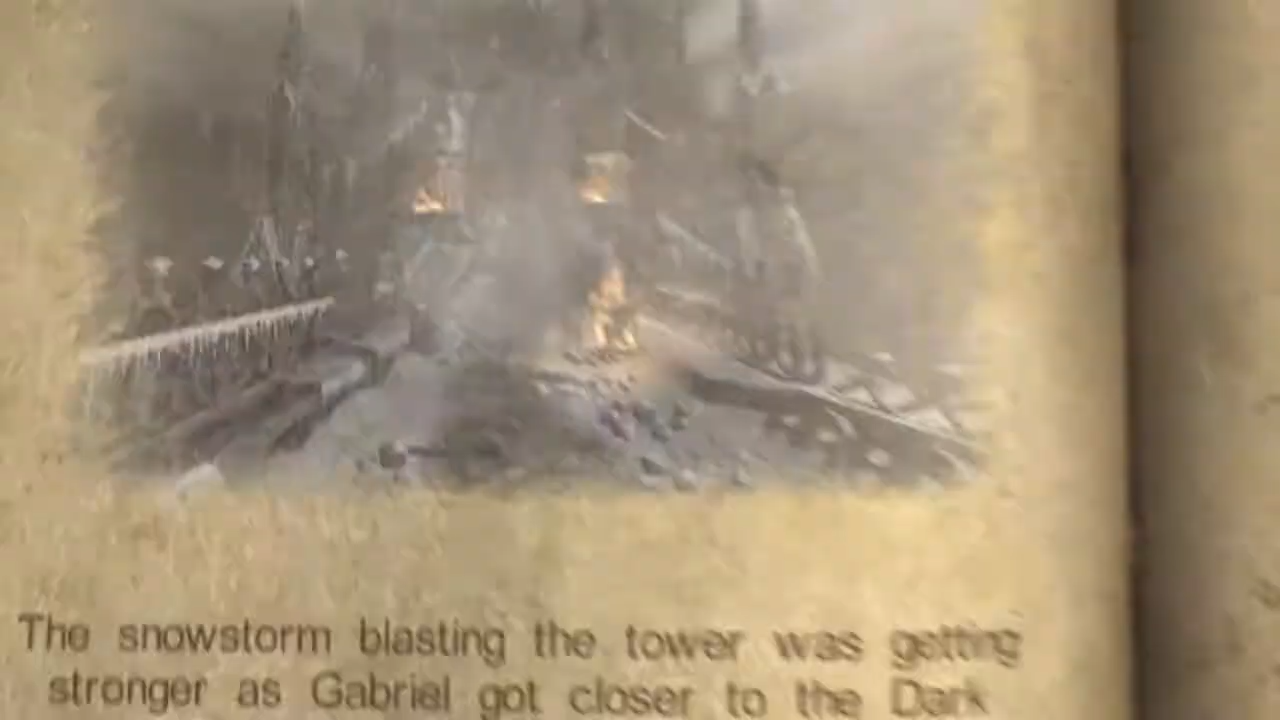 The snowstorm blasting the tower was getting
stronger as Gabriel got closer to the Dark